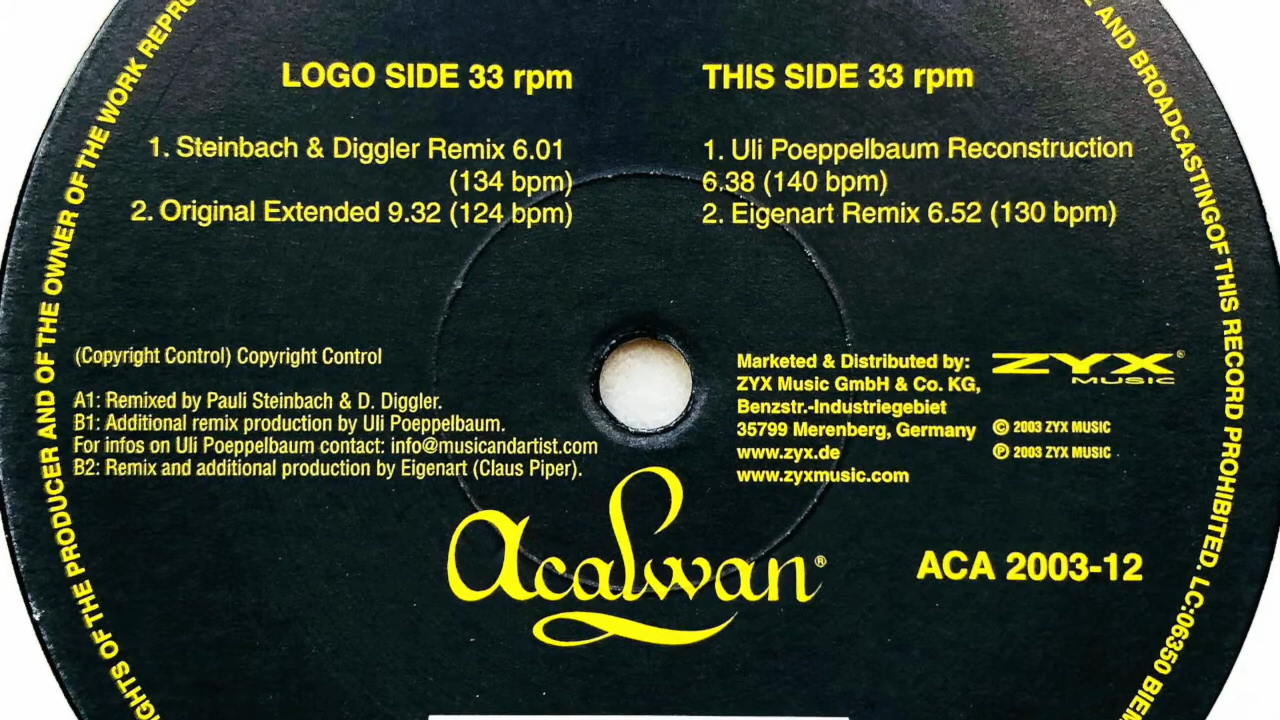 LOGO SIDE 33 rpm
1. Steinbach & Diggler Remix 6.01
(134 bpm)
2. Original Extended 9.32 (124 bpm)
THIS SIDE 33 rpm
1. Uli Poeppelbaum Reconstruction
6.38 (140 bpm)
2. Eigenart Remix 6.52 (130 bpm)
(Copyright Control) Copyright Control
A1: Remixed by Pauli Steinbach & D. Diggler.
B1: Additional remix production by Uli Poeppelbaum.
For infos on Uli Poeppelbaum contact: info@musicandartist.com
B2: Remix and additional production by Eigenart (Claus Piper).
Marketed & Distributed by:
ZYX Music GmbH & Co. KG,
Benzstr.-Industriegebiet
35799 Merenberg, Germany
www.zyx.de
www.zyxmusic.com
ZYX®
MUSIC
© 2003 ZYX MUSIC
℗ 2003 ZYX MUSIC
Acalwan®
ACA 2003-12
OF THE PRODUCER AND OF THE OWNER OF THE WORK
AND BROADCASTINGOF THIS RECORD PROHIBITED. LC:06350